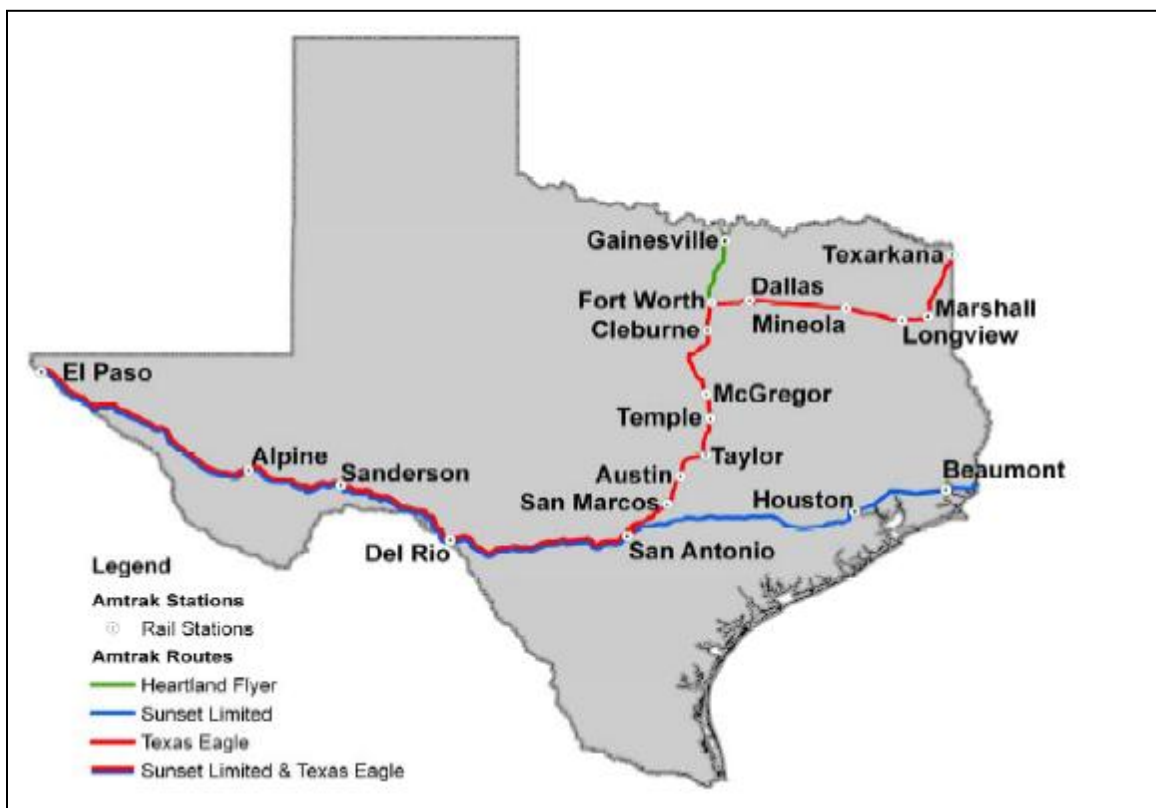 Gainesville
Texarkana
Dallas
Fort Worth
Marshall
Cleburne
Mineola
Longview
El Paso
McGregor
Temple
Alpine
Taylor
Sanderson
Austin
Beaumont
San Marcos
Houston
Del Rio
San Antonio
Legend
Amtrak Stations
Rail Stations
Amtrak Routes
Heartland Flyer
Sunset Limited
Texas Eagle
Sunset Limited & Texas Eagle